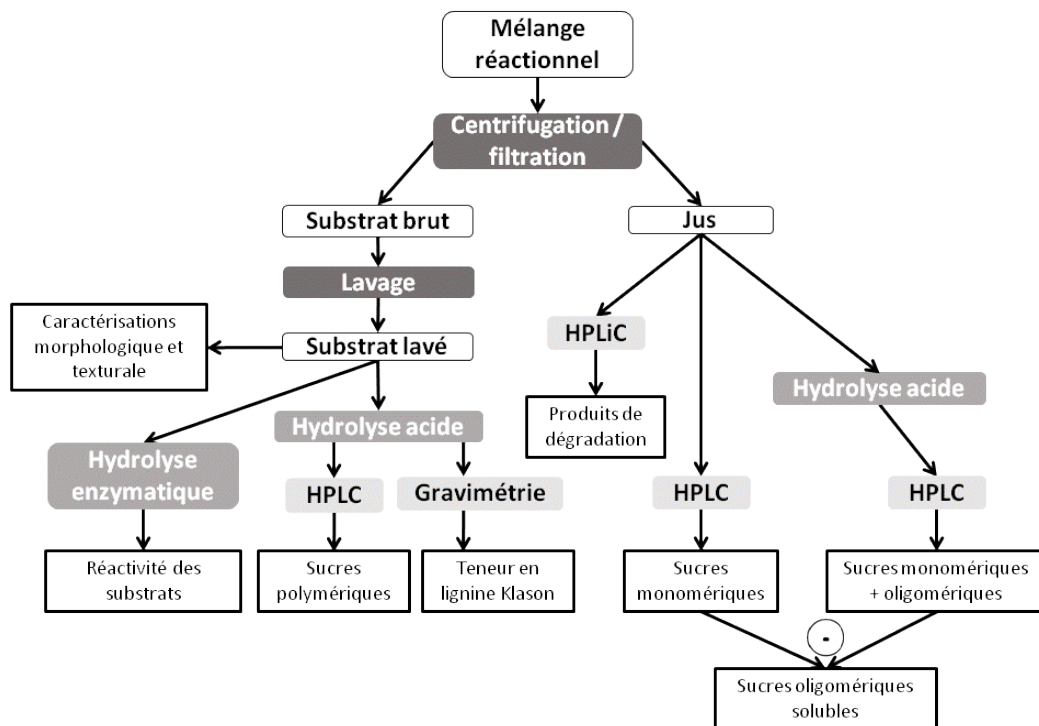 Mélange
réactionnel
Centrifugation /
filtration
Substrat brut
Jus
Lavage
Caractérisations
morphologique et
texturale
Substrat lavé
HPLiC
Hydrolyse acide
Produits de
dégradation
Hydrolyse acide
Hydrolyse
enzymatique
HPLC
Gravimétrie
HPLC
HPLC
Réactivité des
substrats
Sucres
polymériques
Teneur en
lignine Klason
Sucres
monomériques
Sucres monomériques
+ oligomériques
-
Sucres oligomériques
solubles